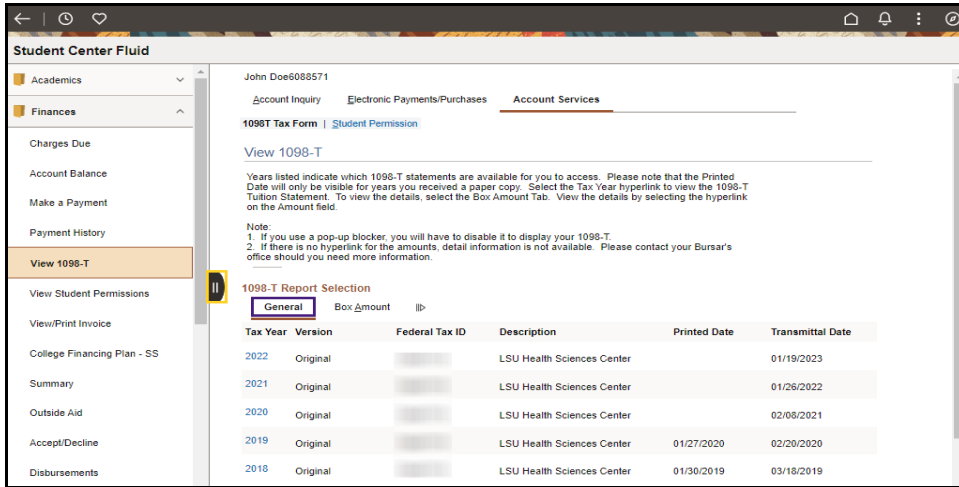 Student Center Fluid
Academics
Finances
Charges Due
Account Balance
Make a Payment
Payment History
View 1098-T
View Student Permissions
View/Print Invoice
College Financing Plan - SS
Summary
Outside Aid
Accept/Decline
Disbursements
John Doe6088571
Account Inquiry Electronic Payments/Purchases Account Services
1098T Tax Form | Student Permission
View 1098-T
Years listed indicate which 1098-T statements are available for you to access. Please note that the Printed
Date will only be visible for years you received a paper copy. Select the Tax Year hyperlink to view the 1098-T
Tuition Statement. To view the details, select the Box Amount Tab. View the details by selecting the hyperlink
on the Amount field.
Note:
1. If you use a pop-up blocker, you will have to disable it to display your 1098-T.
2. If there is no hyperlink for the amounts, detail information is not available. Please contact your Bursar's
office should you need more information.
1098-T Report Selection
General Box Amount
Tax Year Version Federal Tax ID Description Printed Date Transmittal Date
2022 Original LSU Health Sciences Center 01/19/2023
2021 Original LSU Health Sciences Center 01/26/2022
2020 Original LSU Health Sciences Center 02/08/2021
2019 Original LSU Health Sciences Center 01/27/2020 02/20/2020
2018 Original LSU Health Sciences Center 01/30/2019 03/18/2019